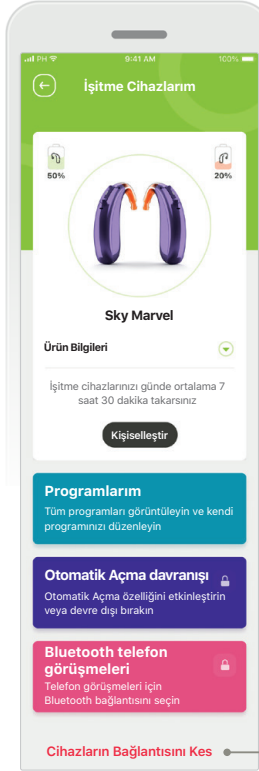 PH 9:41 AM 100%
İşitme Cihazlarım
50% 20%
Sky Marvel
Ürün Bilgileri
İşitme cihazlarınızı günde ortalama 7
saat 30 dakika takarsınız
Kişiselleştir
Programlarım
Tüm programları görüntüleyin ve kendi
programınızı düzenleyin
Otomatik Açma davranışı
Otomatik Açma özelliğini etkinleştirin
veya devre dışı bırakın
Bluetooth telefon
görüşmeleri
Telefon görüşmeleri için
Bluetooth bağlantısını seçin
Cihazların Bağlantısını Kes